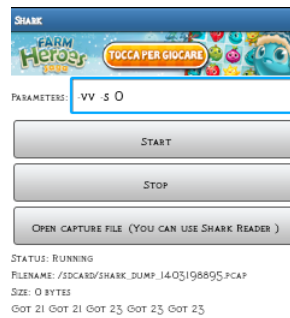 Shark
FARM
Heroes
SAGA
TOCCA PER GIOCARE
Parameters: -vv -s 0
Start
Stop
Open capture file (You can use Shark Reader )
Status: Running
Filename: /sdcard/shark_dump_1403198895.pcap
Size: 0 bytes
Got 21 Got 21 Got 23 Got 23 Got 23